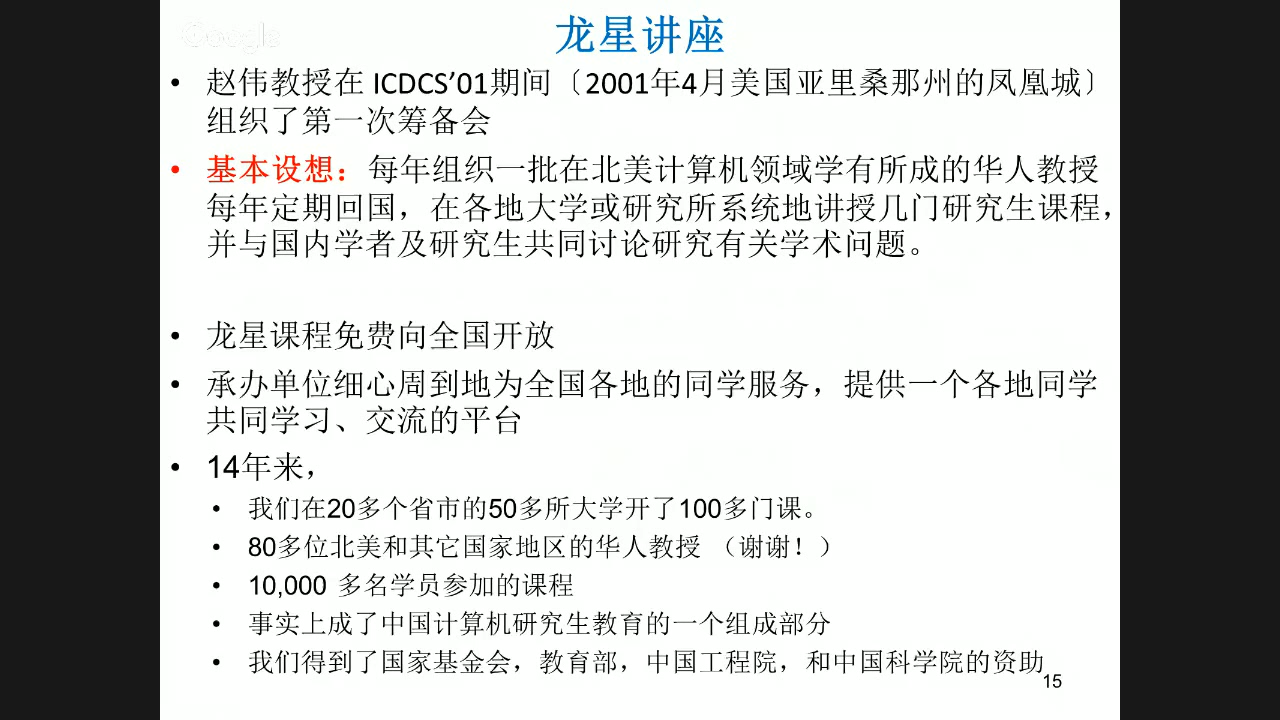 Google
龙星讲座
• 赵伟教授在 ICDCS’01期间〔2001年4月美国亚里桑那州的凤凰城〕
组织了第一次筹备会
• 基本设想：每年组织一批在北美计算机领域学有所成的华人教授
每年定期回国，在各地大学或研究所系统地讲授几门研究生课程，
并与国内学者及研究生共同讨论研究有关学术问题。
• 龙星课程免费向全国开放
• 承办单位细心周到地为全国各地的同学服务，提供一个各地同学
共同学习、交流的平台
• 14年来，
• 我们在20多个省市的50多所大学开了100多门课。
• 80多位北美和其它国家地区的华人教授 （谢谢！）
• 10,000 多名学员参加的课程
• 事实上成了中国计算机研究生教育的一个组成部分
• 我们得到了国家基金会，教育部，中国工程院，和中国科学院的资助
15